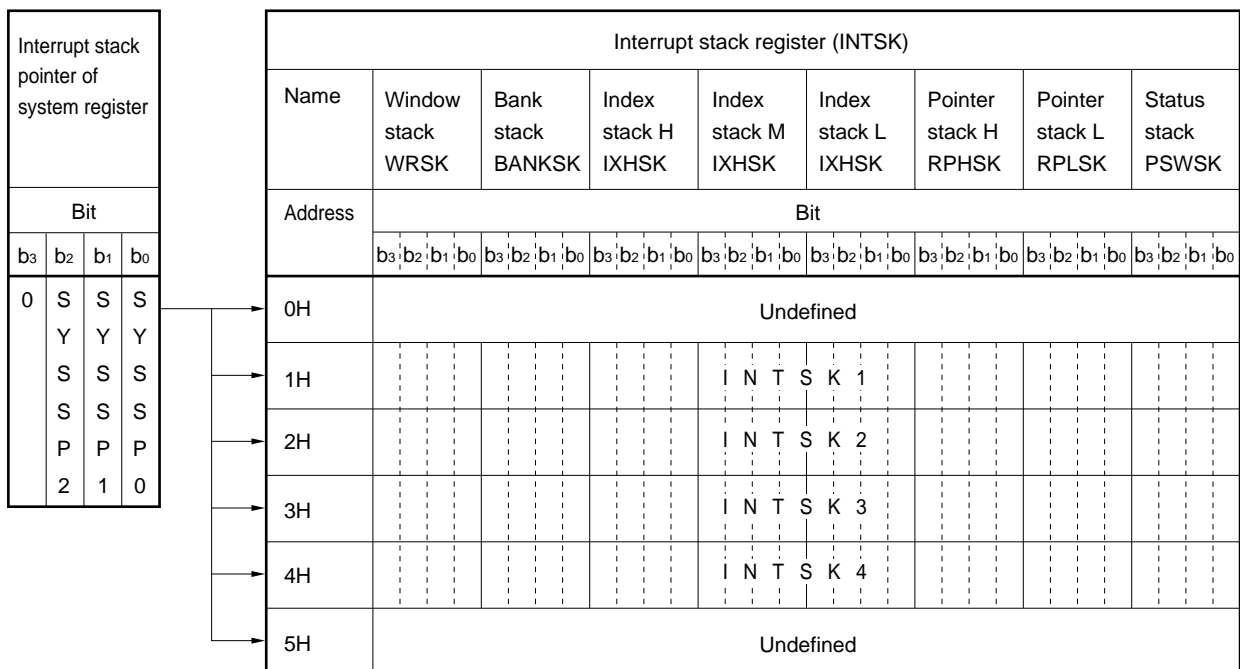 Interrupt stack
pointer of
system register
Bit
b3 b2 b1 b0
0 S S S
Y Y Y
S S S
S S S
P P P
2 1 0
Interrupt stack register (INTSK)
Name
Window
stack
WRSK
Bank
stack
BANKSK
Index
stack H
IXHSK
Index
stack M
IXHSK
Index
stack L
IXHSK
Pointer
stack H
RPHSK
Pointer
stack L
RPLSK
Status
stack
PSWSK
Address
Bit
b3 b2 b1 b0 b3 b2 b1 b0 b3 b2 b1 b0 b3 b2 b1 b0 b3 b2 b1 b0 b3 b2 b1 b0 b3 b2 b1 b0 b3 b2 b1 b0
0H Undefined
1H I N T S K 1
2H I N T S K 2
3H I N T S K 3
4H I N T S K 4
5H Undefined